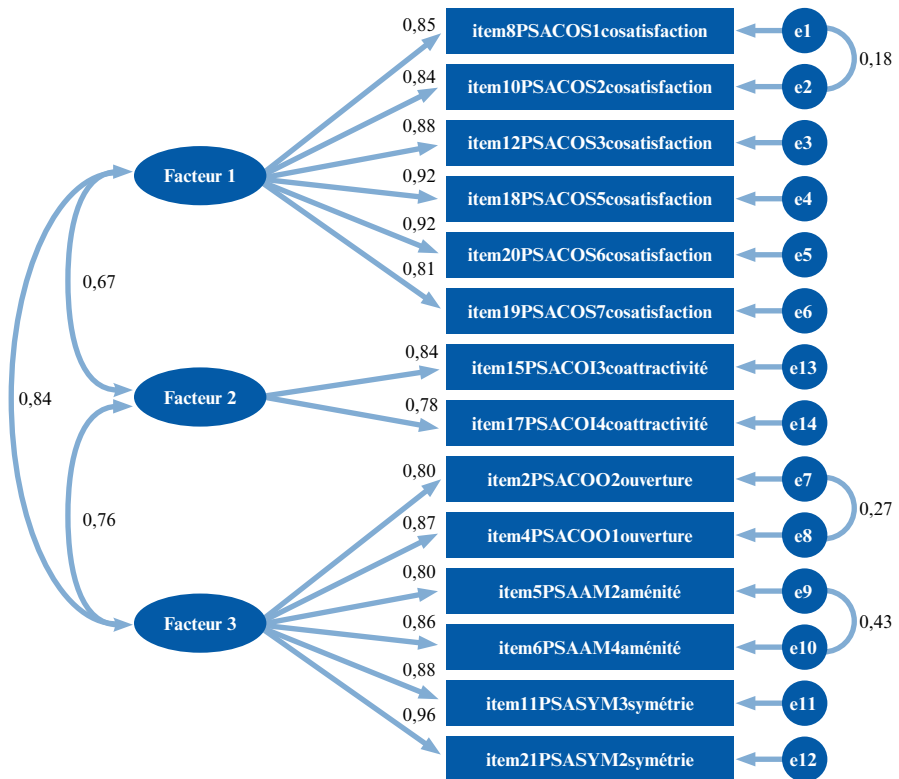 0,85
item8PSACOS1cosatisfaction
e1
0,18
0,84
item10PSACOS2cosatisfaction
e2
0,88
item12PSACOS3cosatisfaction
e3
Facteur 1
0,92
item18PSACOS5cosatisfaction
e4
0,92
item20PSACOS6cosatisfaction
e5
0,67
0,81
item19PSACOS7cosatisfaction
e6
0,84
item15PSACOI3coattractivité
e13
0,84
Facteur 2
0,78
item17PSACOI4coattractivité
e14
0,80
item2PSACOO2ouverture
e7
0,27
0,76
0,87
item4PSACOO1ouverture
e8
0,80
item5PSAAM2aménité
e9
0,43
Facteur 3
0,86
item6PSAAM4aménité
e10
0,88
item11PSASYM3symétrie
e11
0,96
item21PSASYM2symétrie
e12